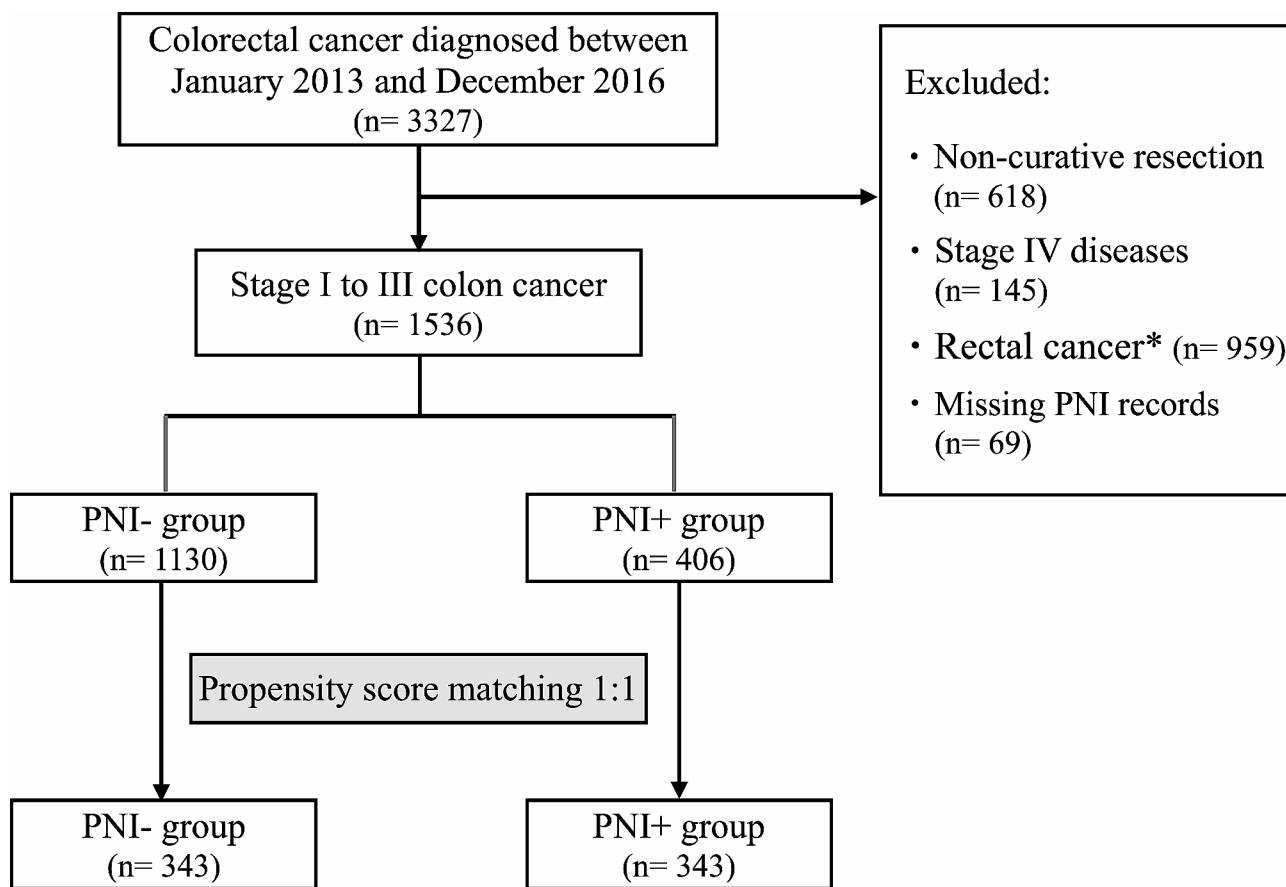 Colorectal cancer diagnosed between
January 2013 and December 2016
(n= 3327)
Excluded:
・Non-curative resection
(n= 618)
・Stage IV diseases
(n= 145)
・Rectal cancer* (n= 959)
・Missing PNI records
(n= 69)
Stage I to III colon cancer
(n= 1536)
PNI- group
(n= 1130)
PNI+ group
(n= 406)
Propensity score matching 1:1
PNI- group
(n= 343)
PNI+ group
(n= 343)